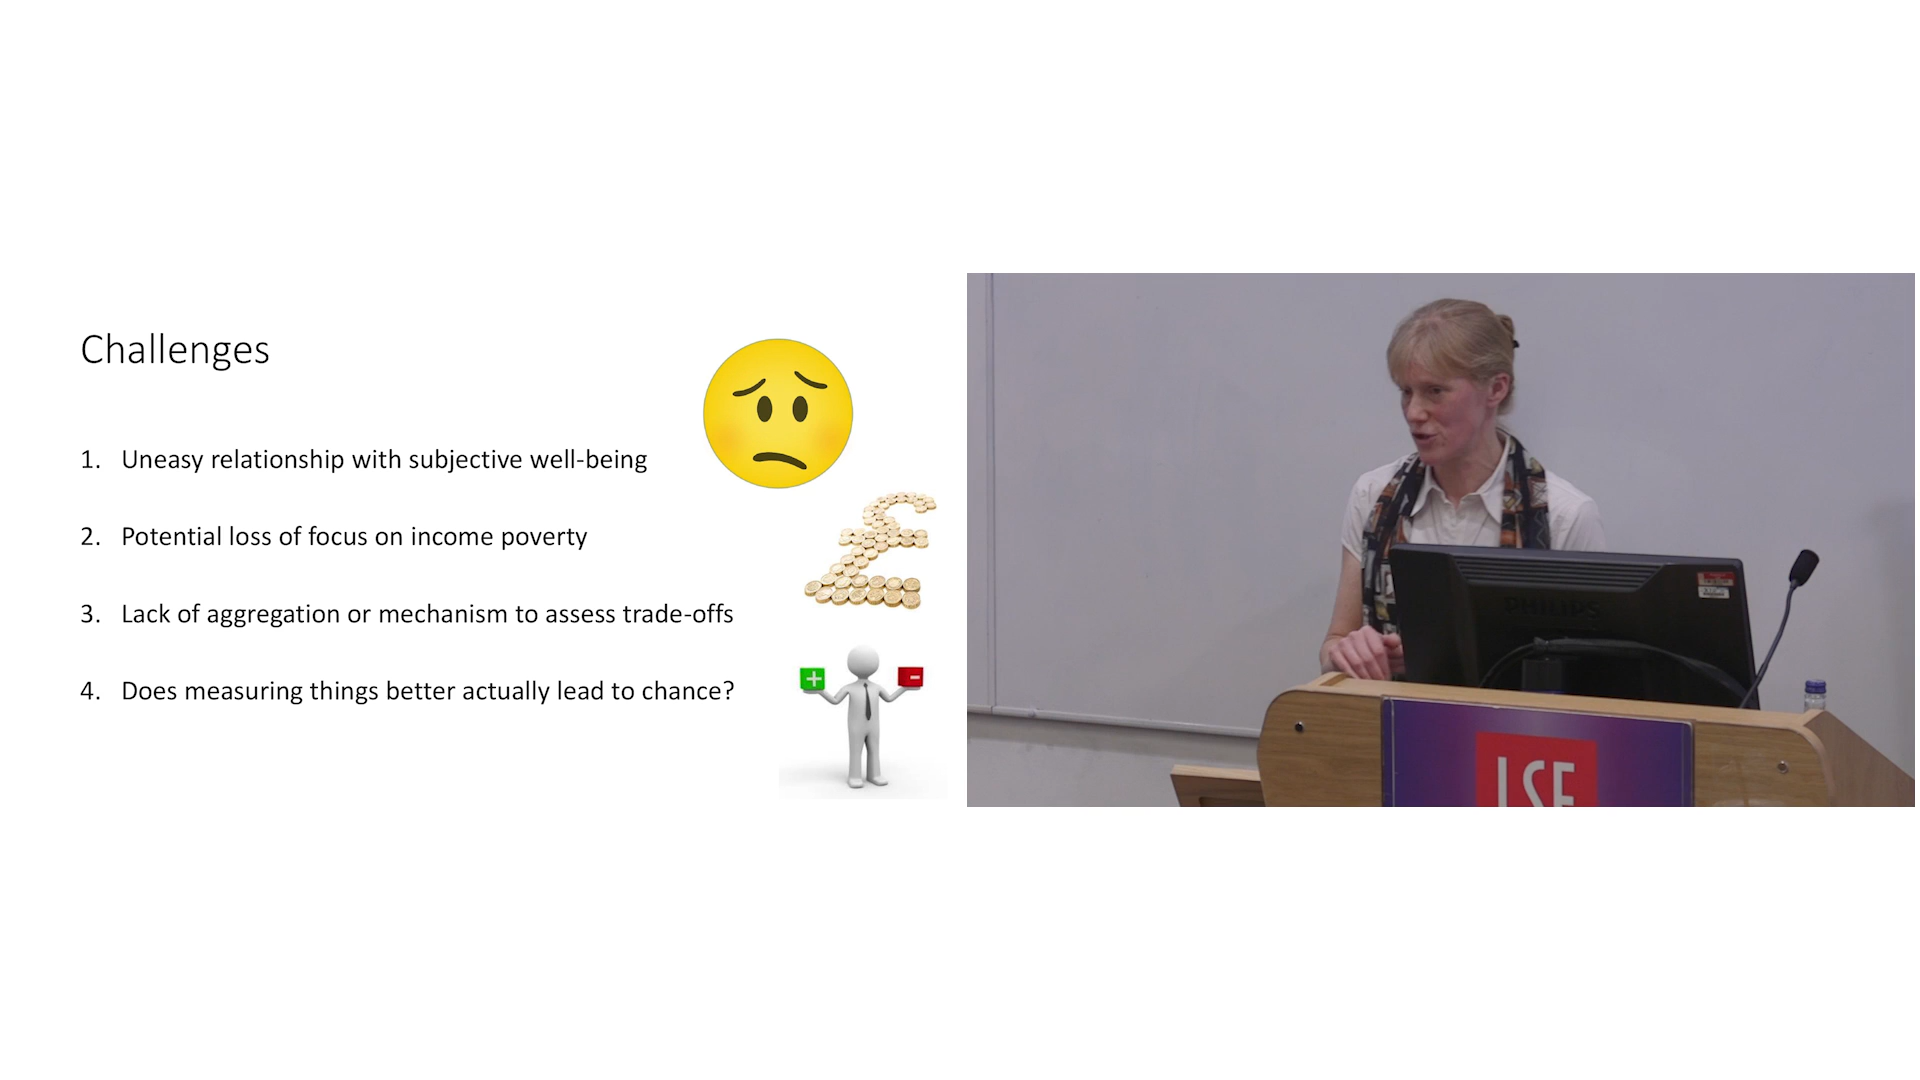 Challenges
1. Uneasy relationship with subjective well-being
2. Potential loss of focus on income poverty
3. Lack of aggregation or mechanism to assess trade-offs
4. Does measuring things better actually lead to chance?
PHILIPS
LSE